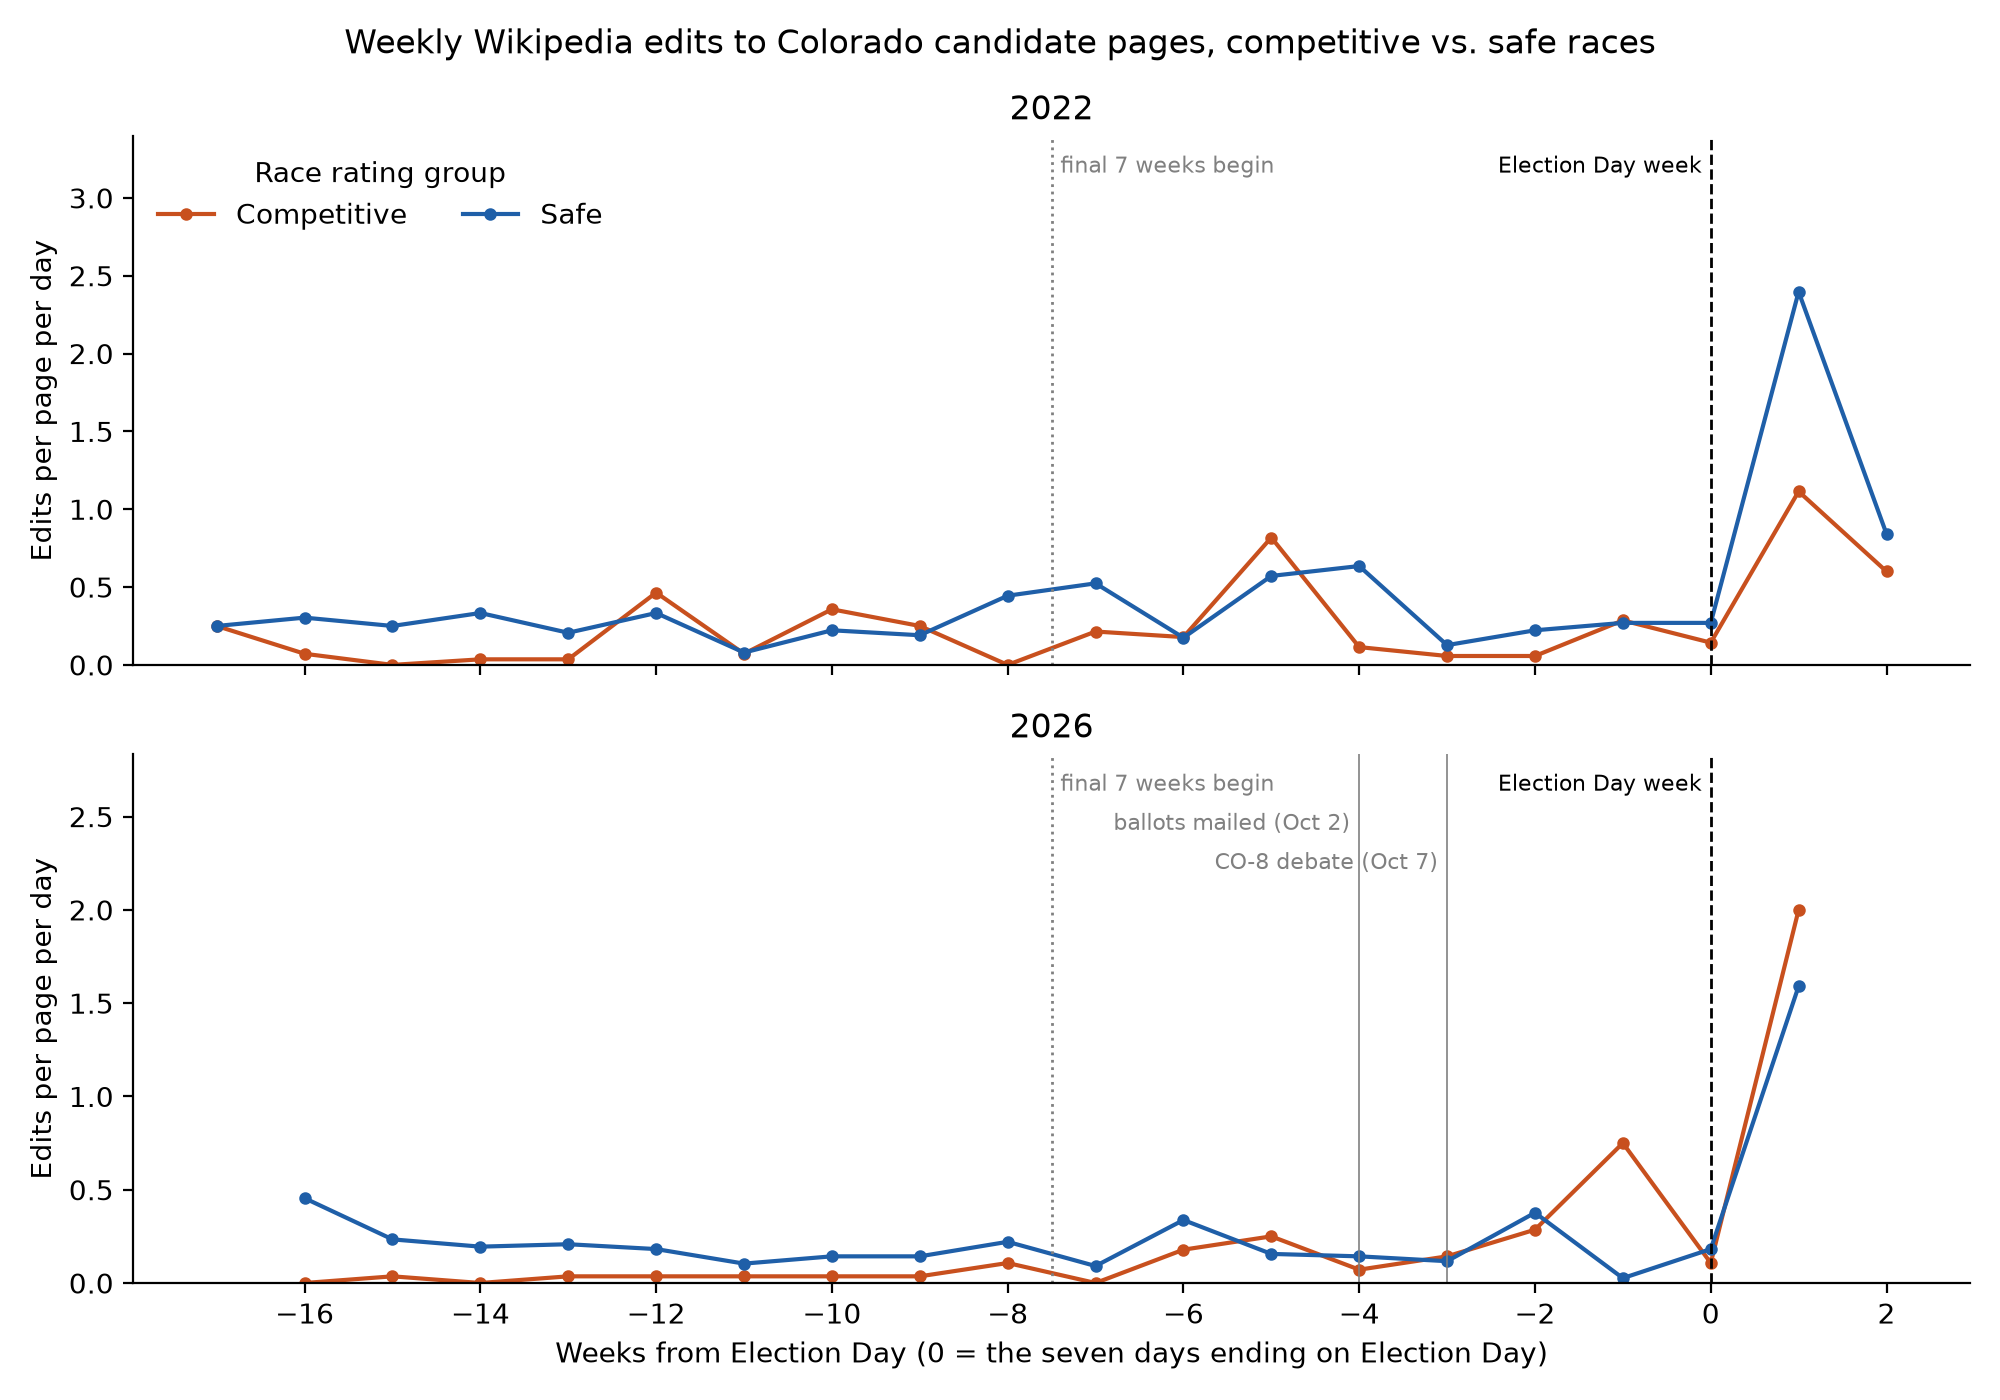 Weekly Wikipedia edits to Colorado candidate pages, competitive vs. safe races
2022
final 7 weeks begin
Election Day week
Race rating group
Competitive
Safe
Edits per page per day
3.0
2.5
2.0
1.5
1.0
0.5
0.0
2026
final 7 weeks begin
Election Day week
ballots mailed (Oct 2)
CO-8 debate (Oct 7)
Edits per page per day
2.5
2.0
1.5
1.0
0.5
0.0
−16 −14 −12 −10 −8 −6 −4 −2 0 2
Weeks from Election Day (0 = the seven days ending on Election Day)